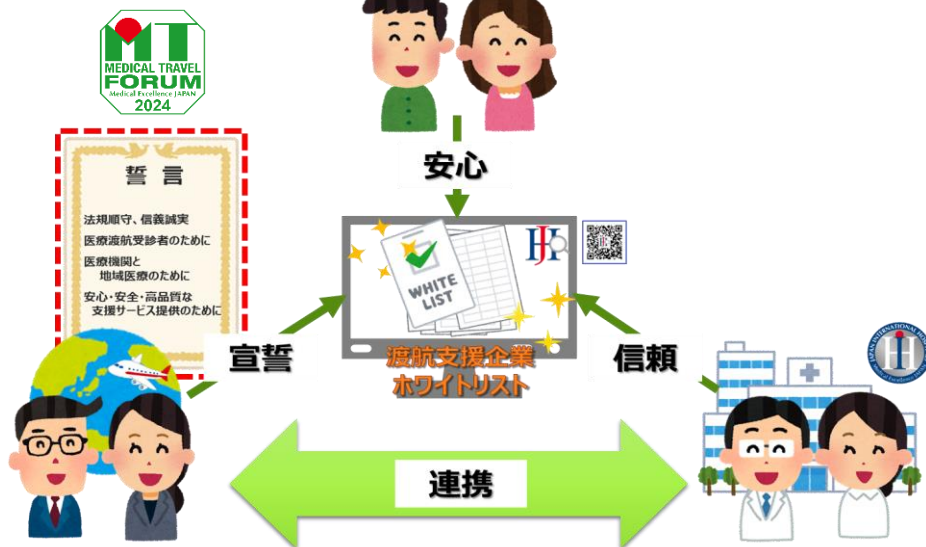 MT
MEDICAL TRAVEL
FORUM
Medical Excellence JAPAN
2024
安心
誓言
法規順守、信義誠実
医療渡航受診者のために
医療機関と
地域医療のために
安心・安全・高品質な
支援サービス提供のために
WHITE
LIST
JIH
宣誓
渡航支援企業
ホワイトリスト
信頼
連携